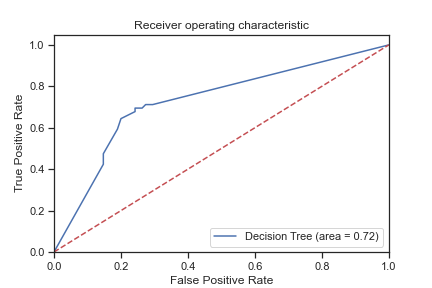 Receiver operating characteristic
1.0
0.8
0.6
0.4
0.2
0.0
True Positive Rate
Decision Tree (area = 0.72)
0.0 0.2 0.4 0.6 0.8 1.0
False Positive Rate